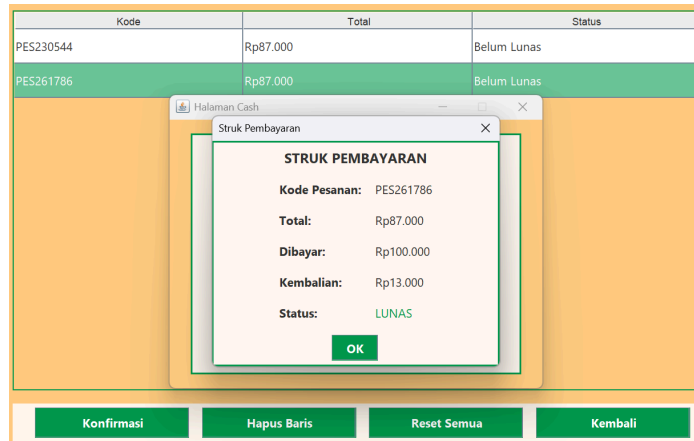 Kode Total Status
PES230544 Rp87.000 Belum Lunas
PES261786 Rp87.000 Belum Lunas
Halaman Cash
Struk Pembayaran
STRUK PEMBAYARAN
Kode Pesanan: PES261786
Total: Rp87.000
Dibayar: Rp100.000
Kembalian: Rp13.000
Status: LUNAS
OK
Konfirmasi Hapus Baris Reset Semua Kembali